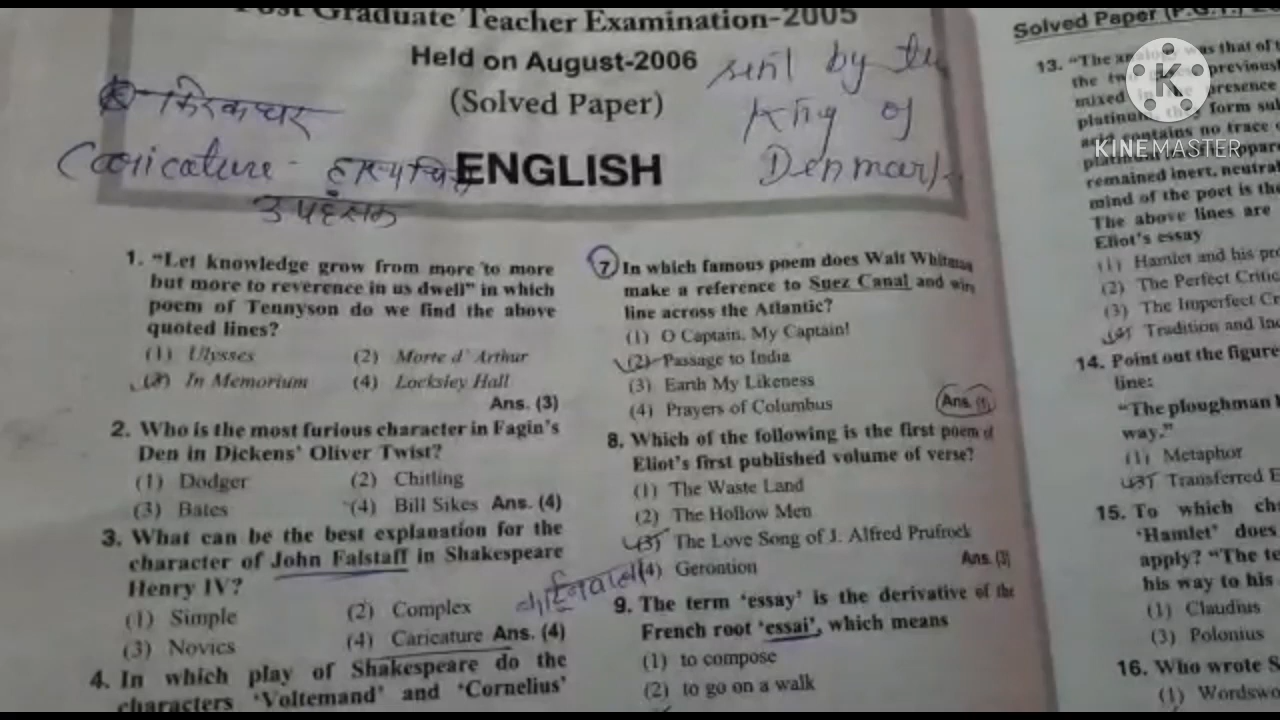 Post Graduate Teacher Examination-2005
Held on August-2006
(Solved Paper)
ENGLISH
sent by the
King of
Denmark
Caricature -
उपहासक
1. "Let knowledge grow from more to more
but more to reverence in us dwell" in which
poem of Tennyson do we find the above
quoted lines?
(1) Ulysses (2) Morte d' Arthur
(3) In Memorium (4) Locksley Hall
Ans. (3)
2. Who is the most furious character in Fagin's
Den in Dickens' Oliver Twist?
(1) Dodger (2) Chitling
(3) Bates (4) Bill Sikes Ans. (4)
3. What can be the best explanation for the
character of John Falstaff in Shakespeare
Henry IV?
(1) Simple (2) Complex
(3) Novics (4) Caricature Ans. (4)
4. In which play of Shakespeare do the
characters 'Voltemand' and 'Cornelius'
7 In which famous poem does Walt Whitman
make a reference to Suez Canal and wire
line across the Atlantic?
(1) O Captain, My Captain!
(2) Passage to India
(3) Earth My Likeness
(4) Prayers of Columbus
Ans. (1)
8. Which of the following is the first poem of
Eliot's first published volume of verse?
(1) The Waste Land
(2) The Hollow Men
(3) The Love Song of J. Alfred Prufrock
(4) Gerontion
Ans. (3)
9. The term 'essay' is the derivative of the
French root 'essai', which means
(1) to compose
(2) to go on a walk
Solved Paper (P.G.T.)
13. "The was that of
the previous
mixed in presence
platinum, they form
acid contains no trace
remained inert, neutral
mind of the poet is the
The above lines are
Eliot's essay
(1) Hamlet and his
(2) The Perfect Critic
(3) The Imperfect
(4) Tradition and
14. Point out the figure
line:
"The ploughman
way."
(1) Metaphor
(3) Transferred
15. To which
'Hamlet' does
apply? "The
his way to his
(1) Claudius
(3) Polonius
16. Who wrote
(1)
K
KINEMASTER